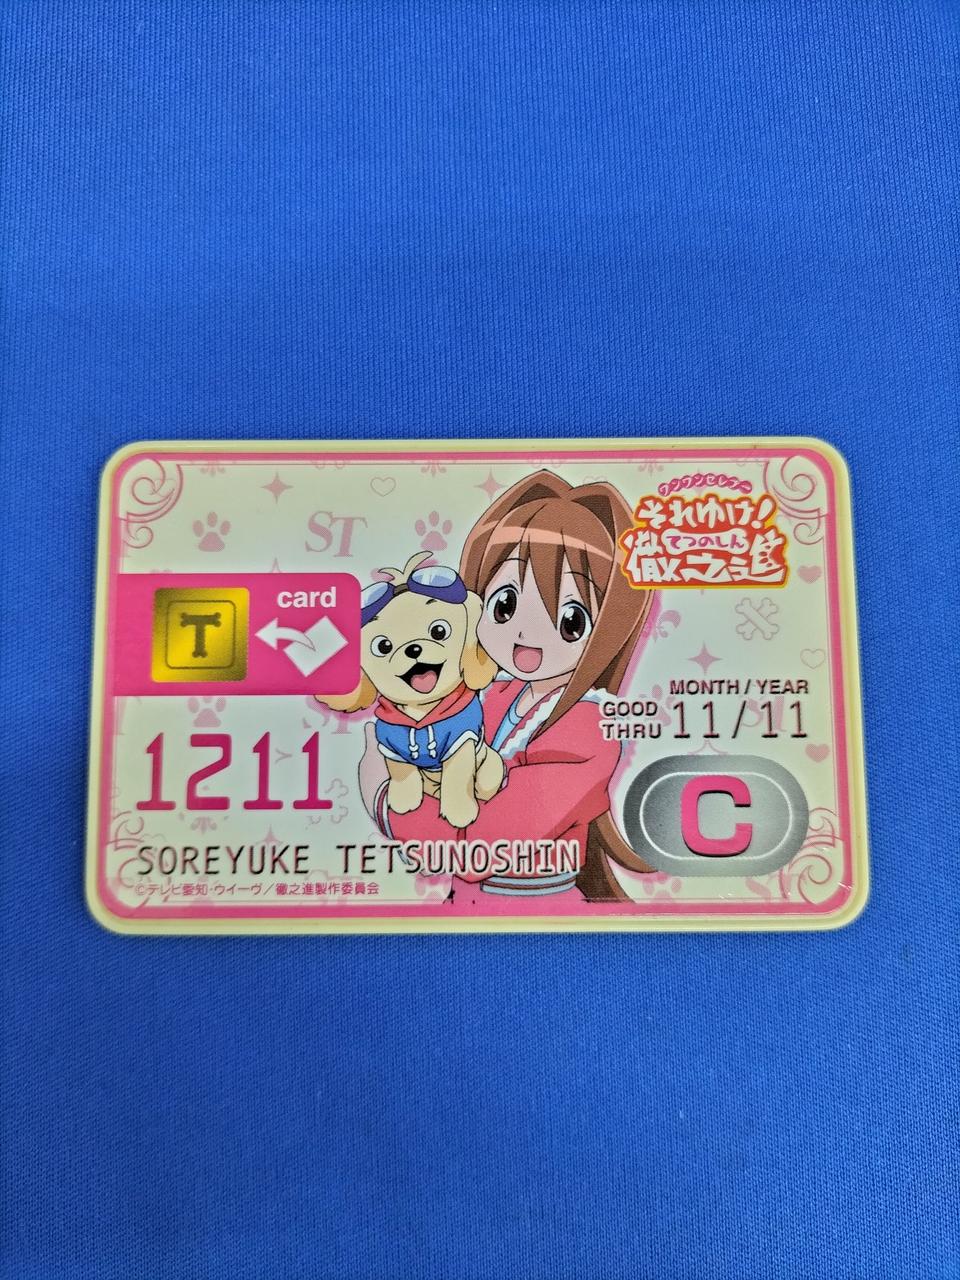 ワンワンセレプー
それゆけ!
てつのしん
徹之進
ST
card
T
MONTH/YEAR
GOOD
THRU
11/11
1211
C
SOREYUKE TETSUNOSHIN
©テレビ愛知・ウイーヴ/徹之進製作委員会